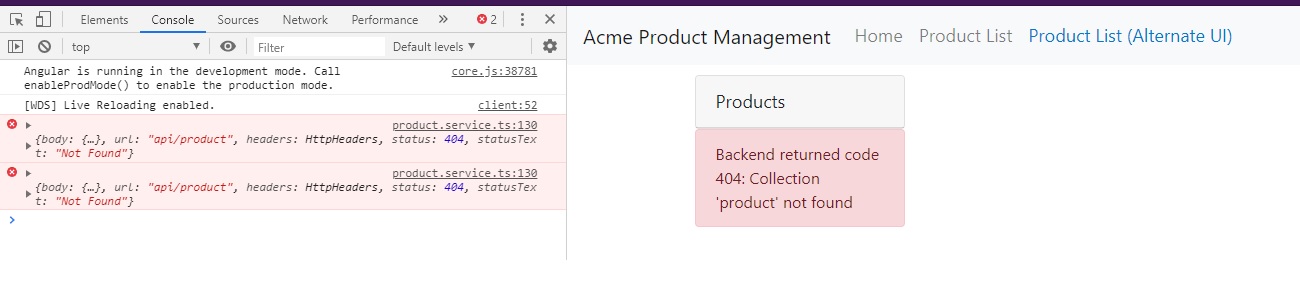 Elements Console Sources Network Performance » 2
top Filter Default levels
Angular is running in the development mode. Call core.js:38781
enableProdMode() to enable the production mode.
[WDS] Live Reloading enabled. client:52
product.service.ts:130
{body: {…}, url: "api/product", headers: HttpHeaders, status: 404, statusTex
t: "Not Found"}
product.service.ts:130
{body: {…}, url: "api/product", headers: HttpHeaders, status: 404, statusTex
t: "Not Found"}
Acme Product Management Home Product List Product List (Alternate UI)
Products
Backend returned code
404: Collection
'product' not found